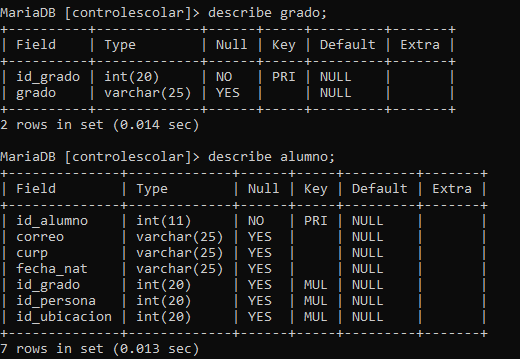 MariaDB [controlescolar]> describe grado;
+----------+-------------+------+-----+---------+-------+
| Field    | Type        | Null | Key | Default | Extra |
+----------+-------------+------+-----+---------+-------+
| id_grado | int(20)     | NO   | PRI | NULL    |       |
| grado    | varchar(25) | YES  |     | NULL    |       |
+----------+-------------+------+-----+---------+-------+
2 rows in set (0.014 sec)

MariaDB [controlescolar]> describe alumno;
+--------------+-------------+------+-----+---------+-------+
| Field        | Type        | Null | Key | Default | Extra |
+--------------+-------------+------+-----+---------+-------+
| id_alumno    | int(11)     | NO   | PRI | NULL    |       |
| correo       | varchar(25) | YES  |     | NULL    |       |
| curp         | varchar(25) | YES  |     | NULL    |       |
| fecha_nat    | varchar(25) | YES  |     | NULL    |       |
| id_grado     | int(20)     | YES  | MUL | NULL    |       |
| id_persona   | int(20)     | YES  | MUL | NULL    |       |
| id_ubicacion | int(20)     | YES  | MUL | NULL    |       |
+--------------+-------------+------+-----+---------+-------+
7 rows in set (0.013 sec)